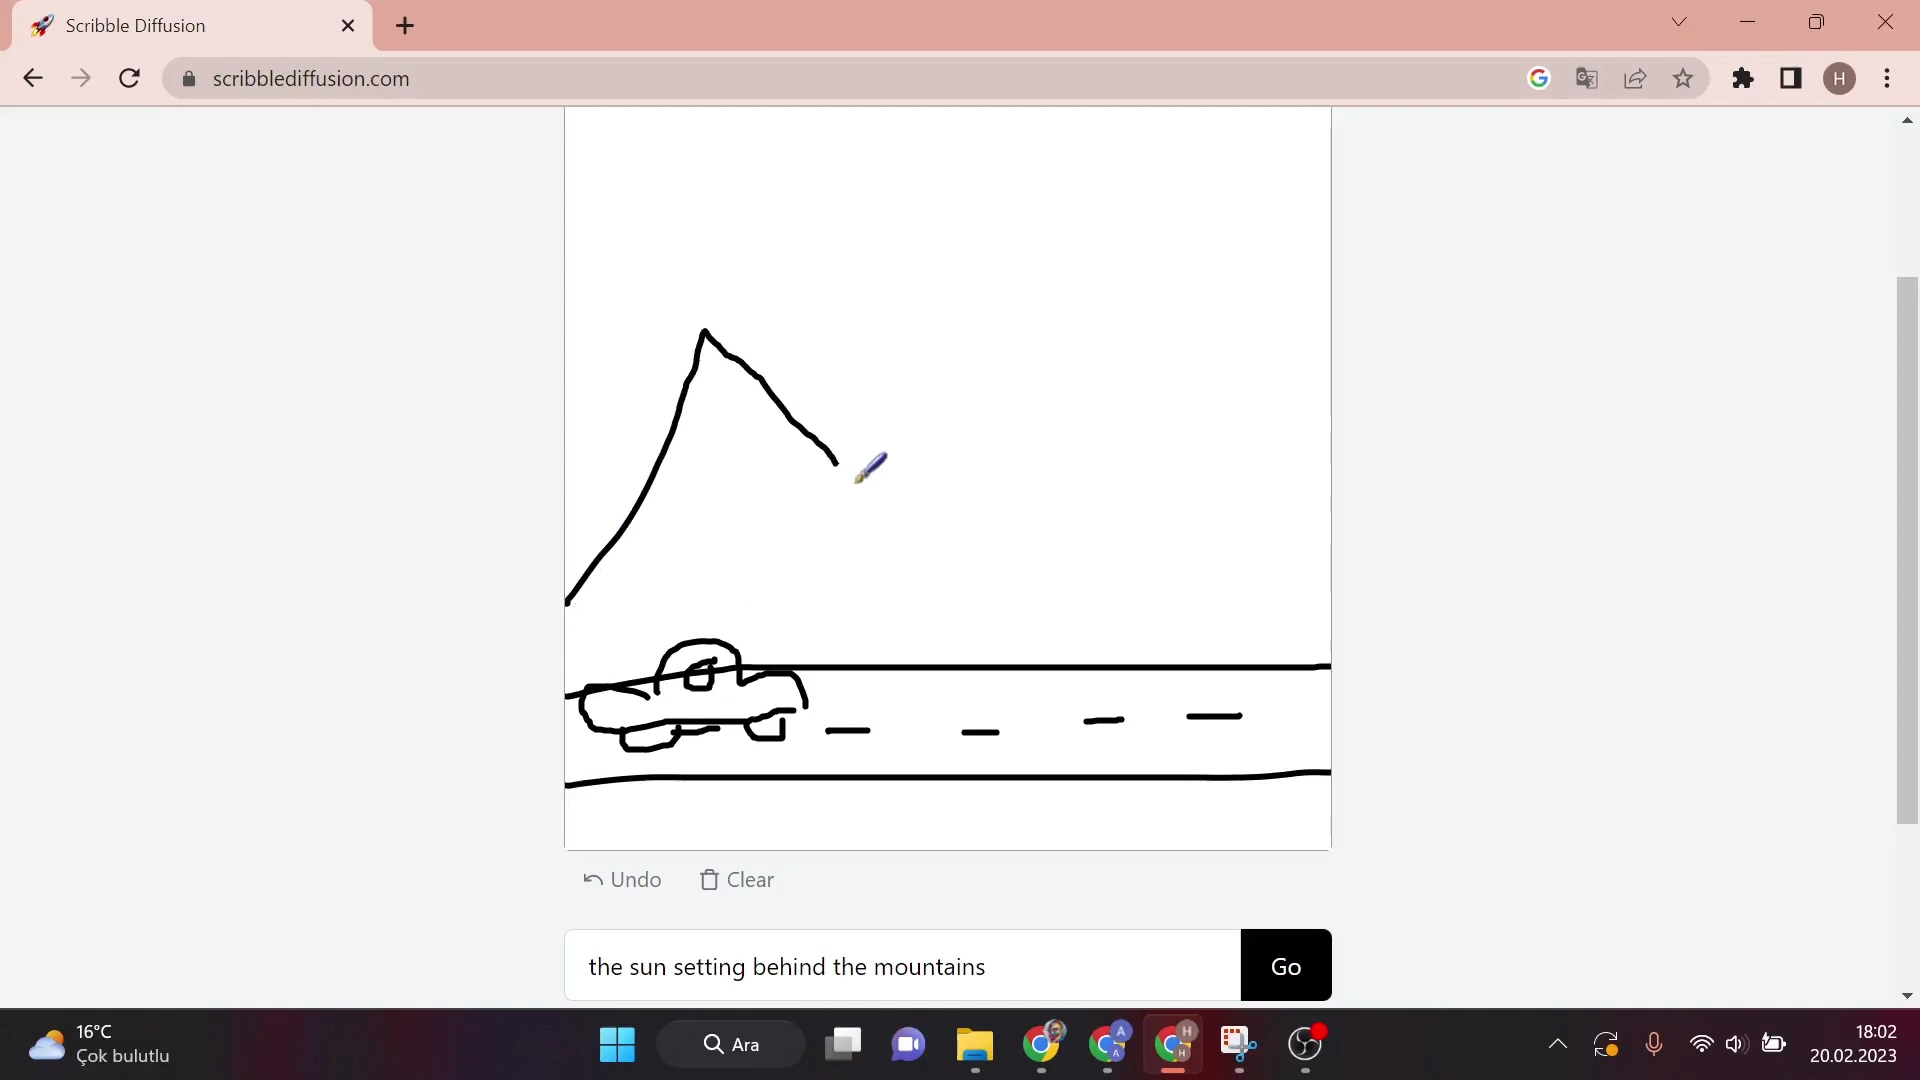 Scribble Diffusion
scribblediffusion.com
H
Undo
Clear
the sun setting behind the mountains
Go
16°C
Çok bulutlu
Ara
A
A
H
H
18:02
20.02.2023